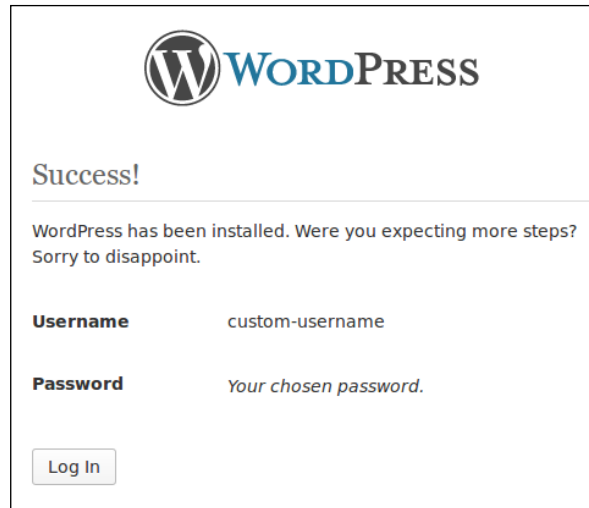 WORDPRESS
Success!
WordPress has been installed. Were you expecting more steps?
Sorry to disappoint.
Username custom-username
Password Your chosen password.
Log In